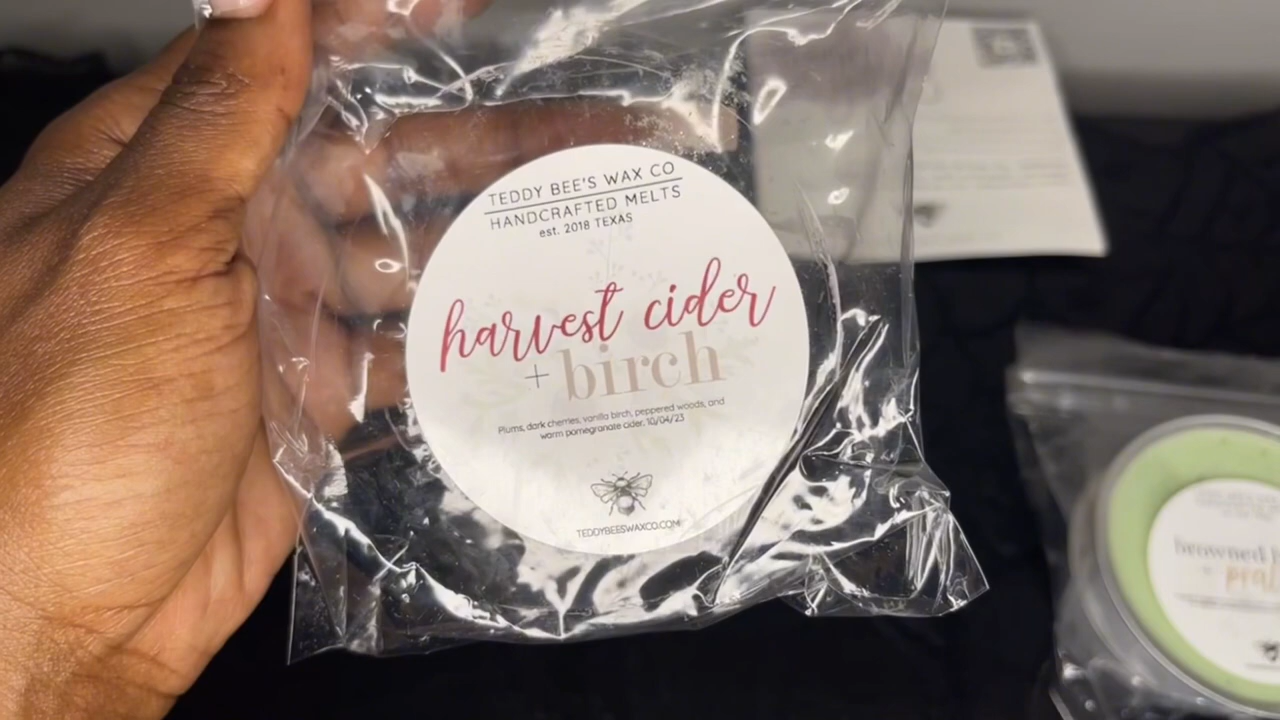 TEDDY BEE'S WAX CO
HANDCRAFTED MELTS
est. 2018 TEXAS
harvest cider
+ birch
Plums, dark cherries, vanilla birch, peppered woods, and
warm pomegranate cider. 10/04/23
TEDDYBEESWAXCO.COM
browned